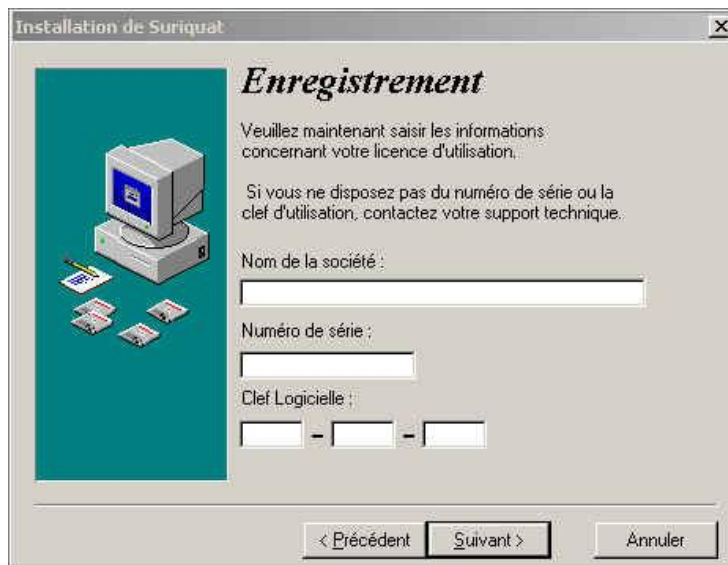 Installation de Suriquat
Enregistrement
Veuillez maintenant saisir les informations
concernant votre licence d'utilisation.
Si vous ne disposez pas du numéro de série ou la
clef d'utilisation, contactez votre support technique.
Nom de la société :
Numéro de série :
Clef Logicielle :
– –
< Précédent Suivant > Annuler